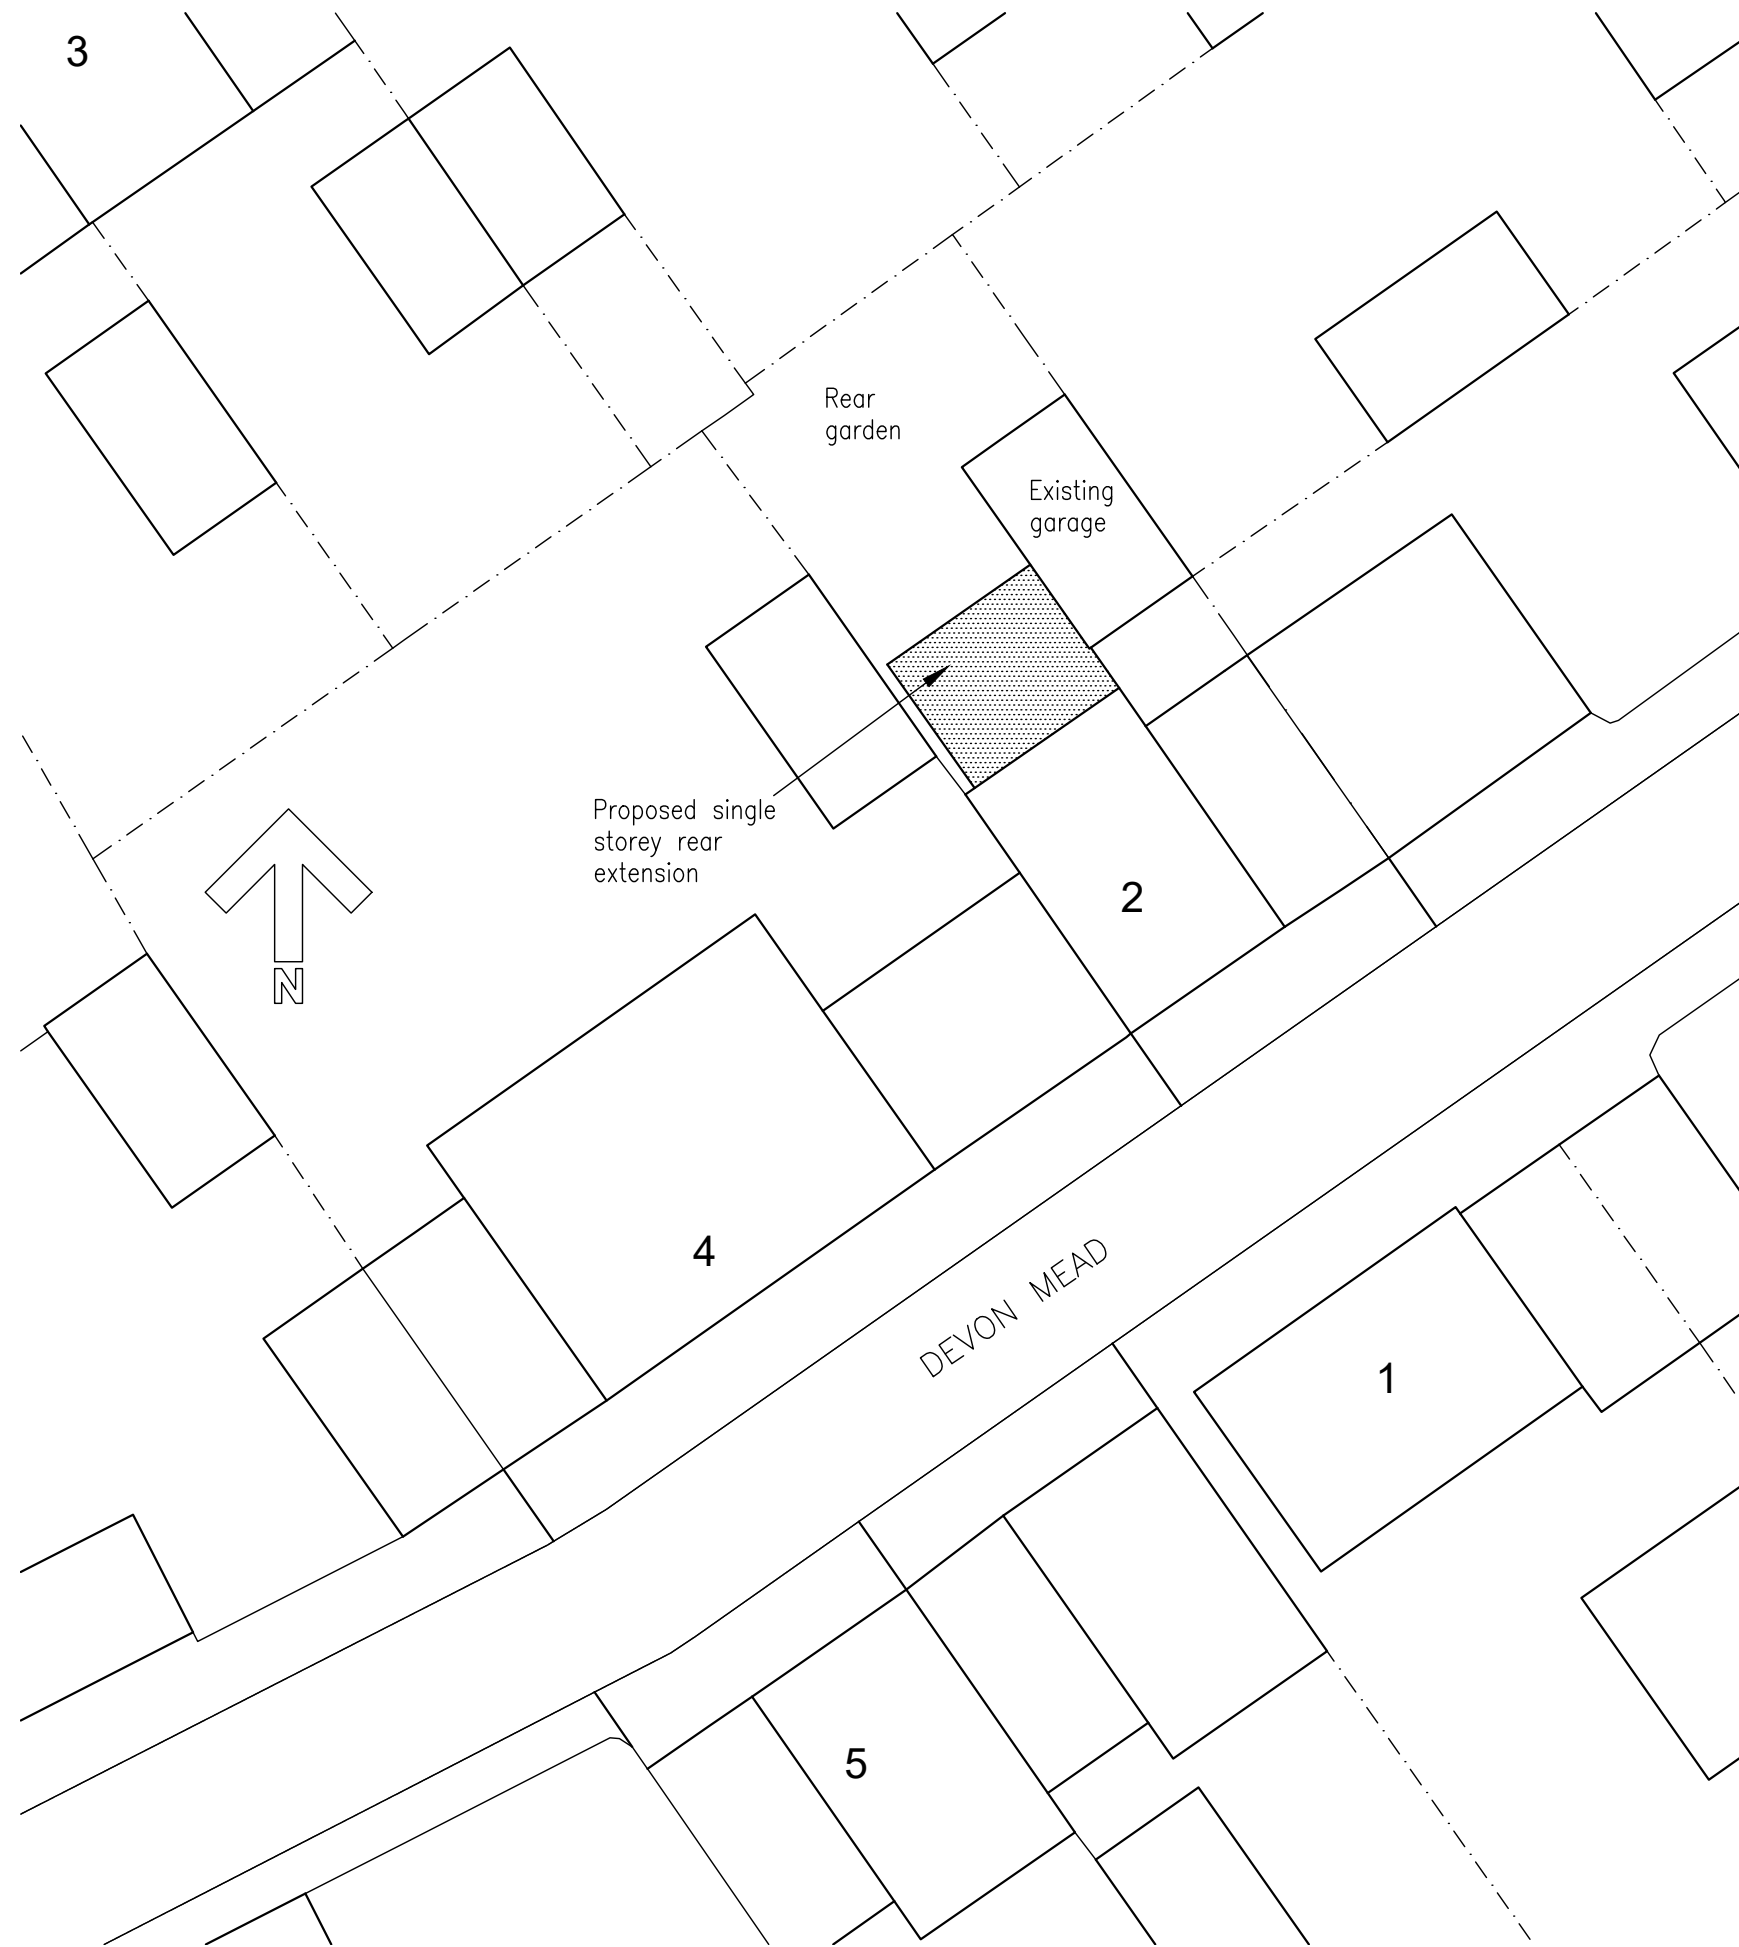 3
Rear
garden
Existing
garage
Proposed single
storey rear
extension
2
N
4
DEVON MEAD
1
5